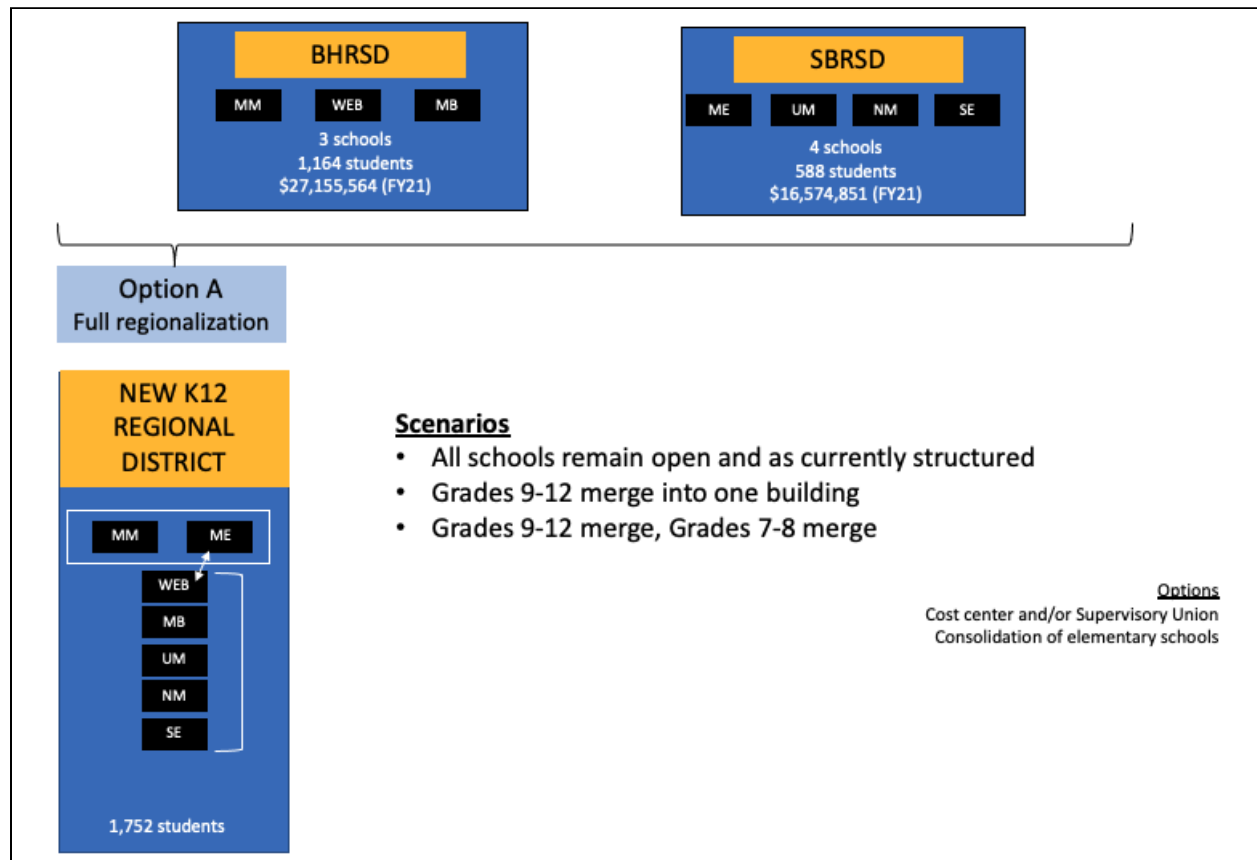 BHRSD
MM WEB MB
3 schools
1,164 students
$27,155,564 (FY21)
SBRSD
ME UM NM SE
4 schools
588 students
$16,574,851 (FY21)
Option A
Full regionalization
NEW K12
REGIONAL
DISTRICT
MM ME
WEB
MB
UM
NM
SE
1,752 students
Scenarios
• All schools remain open and as currently structured
• Grades 9-12 merge into one building
• Grades 9-12 merge, Grades 7-8 merge
Options
Cost center and/or Supervisory Union
Consolidation of elementary schools